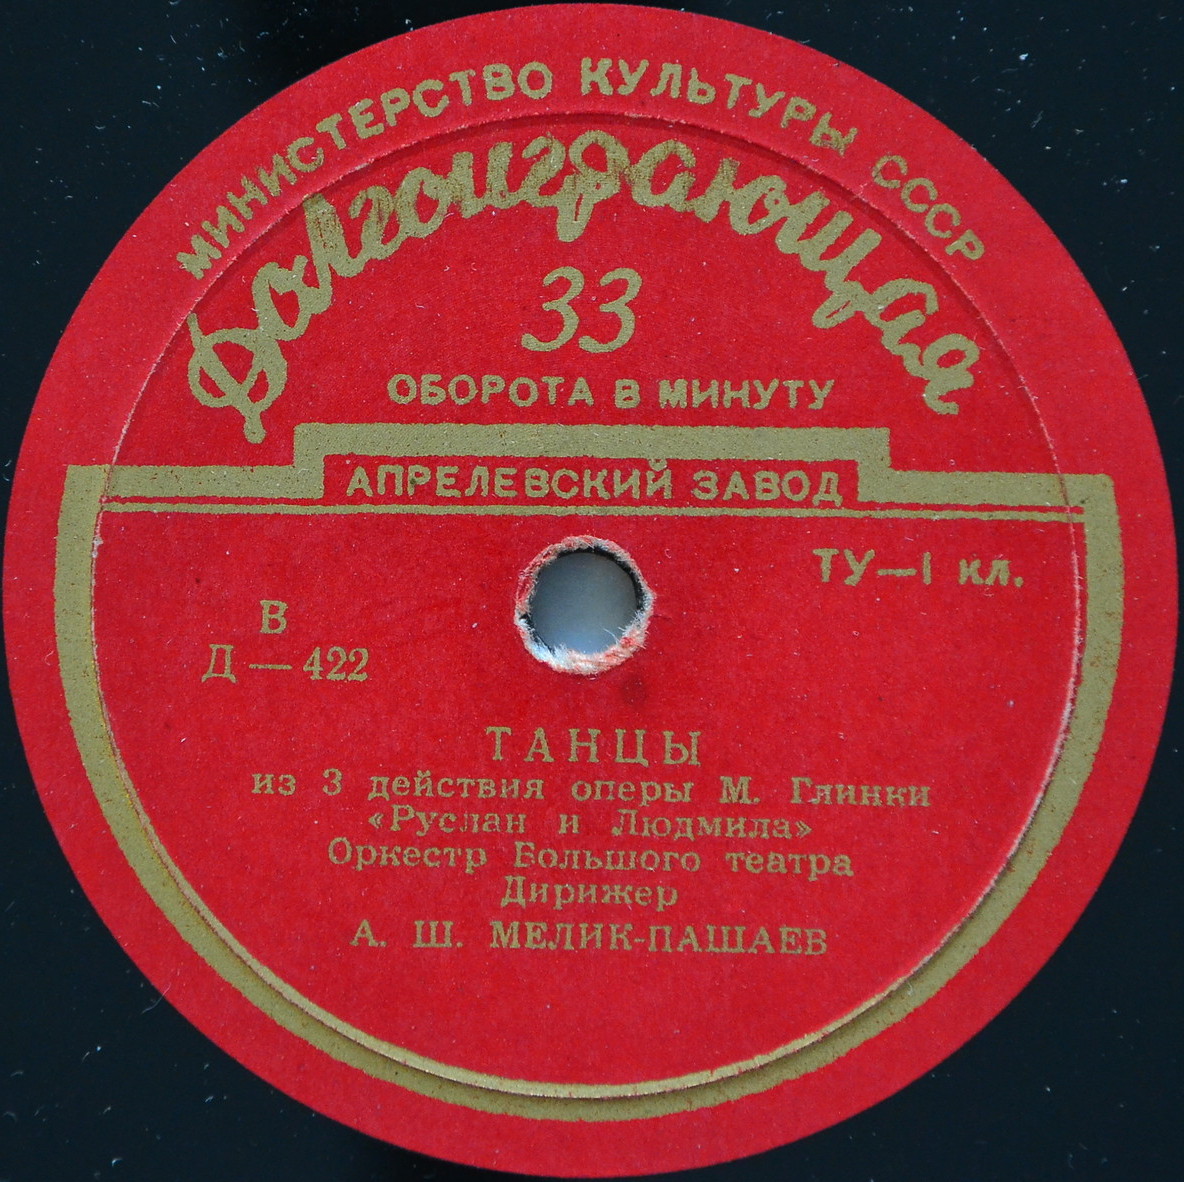 МИНИСТЕРСТВО КУЛЬТУРЫ СССР
Долгоиграющая
33
ОБОРОТА В МИНУТУ
АПРЕЛЕВСКИЙ ЗАВОД
ТУ—1 кл.
В
Д — 422
ТАНЦЫ
из 3 действия оперы М. Глинки
«Руслан и Людмила»
Оркестр Большого театра
Дирижер
А. Ш. МЕЛИК-ПАШАЕВ